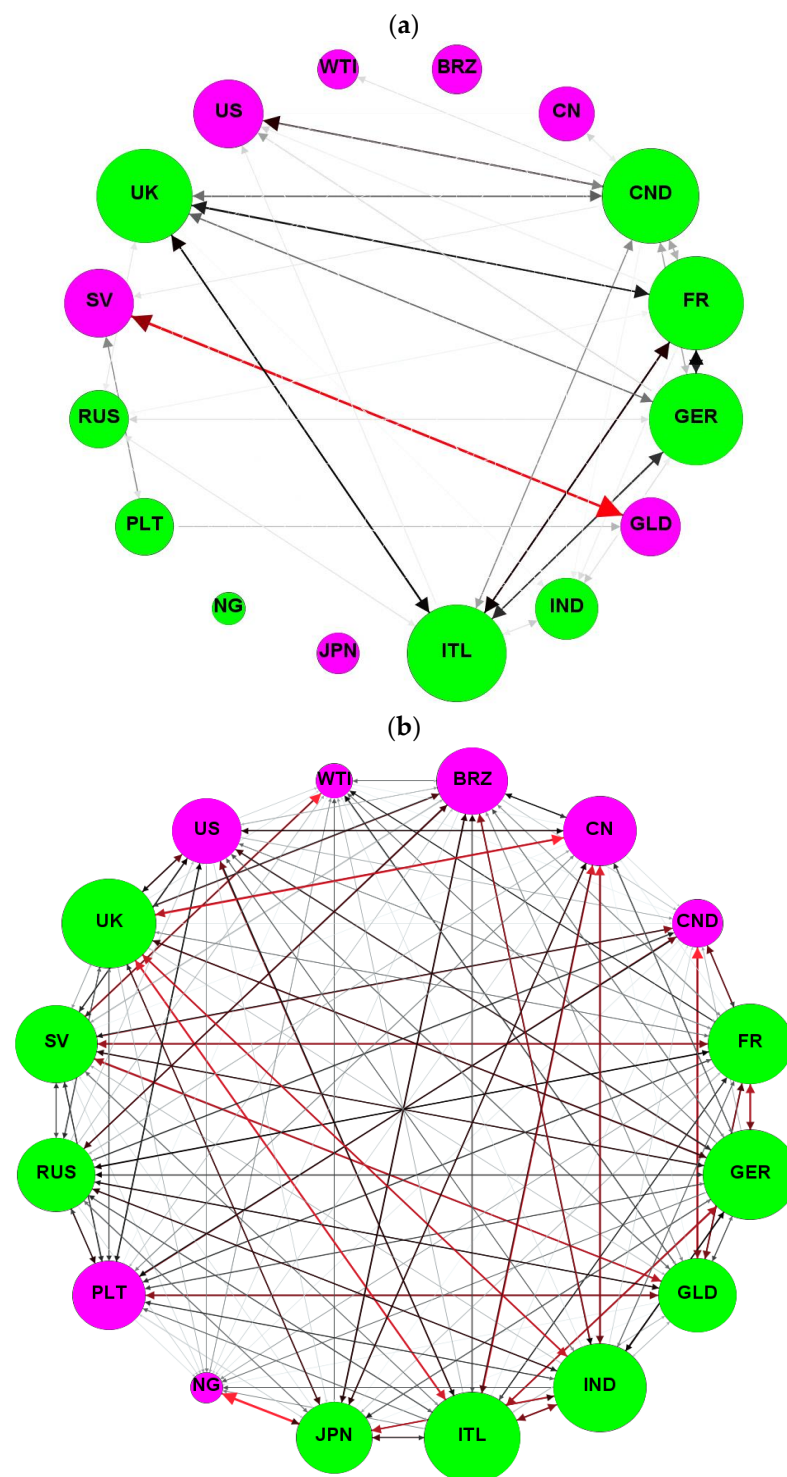 (a)
WTI BRZ
US CN
UK CND
SV FR
RUS GER
PLT GLD
NG IND
JPN ITL
(b)
WTI BRZ
US CN
UK CND
SV FR
RUS GER
PLT GLD
NG IND
JPN ITL